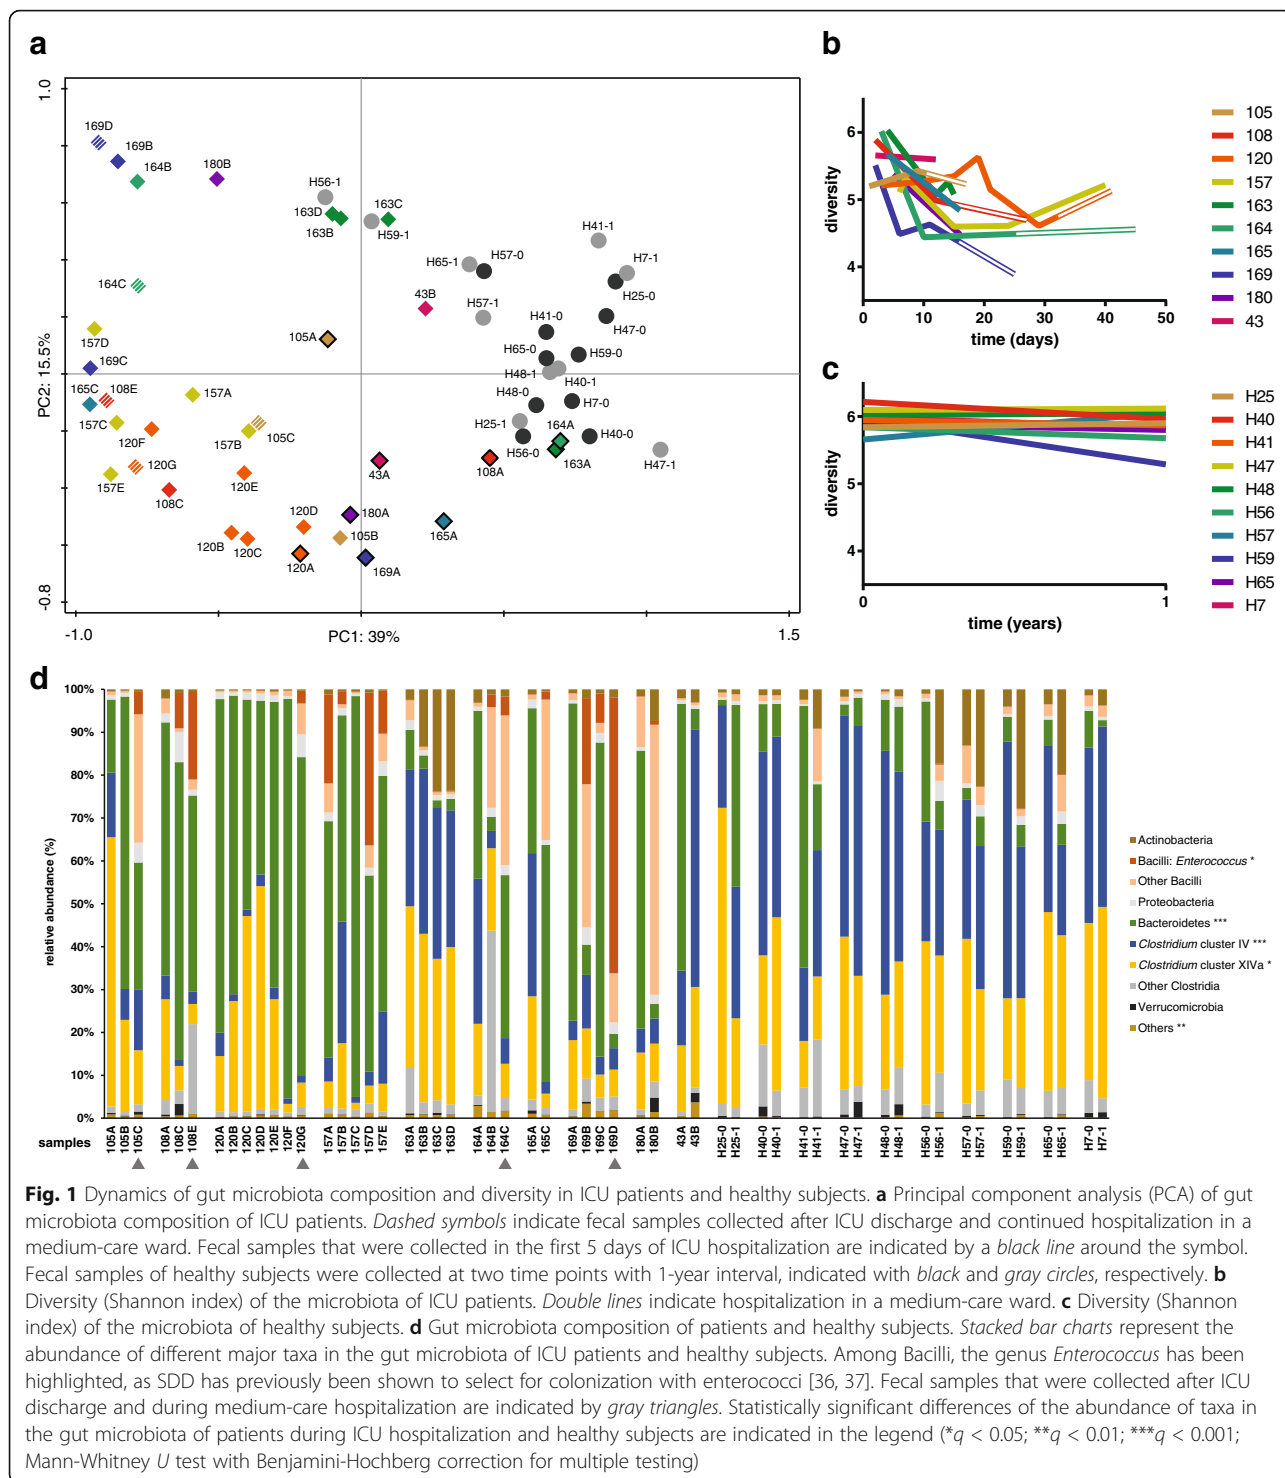 a
1.0
PC2: 15.5%
-0.8
-1.0
PC1: 39%
1.5
169D
169B
164B
180B
H56-1
163D
163B
163C
H59-1
H41-1
H65-1
H57-0
H7-1
H25-0
164C
43B
H57-1
H47-0
105A
H41-0
157D
H65-0
H59-0
169C
H48-1
H40-1
165C
108E
157A
H48-0
H7-0
157C
105C
H25-1
164A
120F
157B
H40-0
H56-0
163A
H47-1
120G
43A
108A
157E
120E
108C
180A
120D
165A
120B
120C
105B
120A
169A
b
diversity
6
5
4
0 10 20 30 40 50
time (days)
105
108
120
157
163
164
165
169
180
43
c
diversity
6
5
4
0 1
time (years)
H25
H40
H41
H47
H48
H56
H57
H59
H65
H7
d
relative abundance (%)
100%
90%
80%
70%
60%
50%
40%
30%
20%
10%
0%
samples
105A 105B 105C 108A 108C 108E 120A 120B 120C 120D 120E 120F 120G 157A 157B 157C 157D 157E 163A 163B 163C 163D 164A 164B 164C 165A 165C 169A 169B 169C 169D 180A 180B 43A 43B H25-0 H25-1 H40-0 H40-1 H41-0 H41-1 H47-0 H47-1 H48-0 H48-1 H56-0 H56-1 H57-0 H57-1 H59-0 H59-1 H65-0 H65-1 H7-0 H7-1
Actinobacteria
Bacilli: Enterococcus *
Other Bacilli
Proteobacteria
Bacteroidetes ***
Clostridium cluster IV ***
Clostridium cluster XIVa *
Other Clostridia
Verrucomicrobia
Others **
Fig. 1 Dynamics of gut microbiota composition and diversity in ICU patients and healthy subjects. a Principal component analysis (PCA) of gut
microbiota composition of ICU patients. Dashed symbols indicate fecal samples collected after ICU discharge and continued hospitalization in a
medium-care ward. Fecal samples that were collected in the first 5 days of ICU hospitalization are indicated by a black line around the symbol.
Fecal samples of healthy subjects were collected at two time points with 1-year interval, indicated with black and gray circles, respectively. b
Diversity (Shannon index) of the microbiota of ICU patients. Double lines indicate hospitalization in a medium-care ward. c Diversity (Shannon
index) of the microbiota of healthy subjects. d Gut microbiota composition of patients and healthy subjects. Stacked bar charts represent the
abundance of different major taxa in the gut microbiota of ICU patients and healthy subjects. Among Bacilli, the genus Enterococcus has been
highlighted, as SDD has previously been shown to select for colonization with enterococci [36, 37]. Fecal samples that were collected after ICU
discharge and during medium-care hospitalization are indicated by gray triangles. Statistically significant differences of the abundance of taxa in
the gut microbiota of patients during ICU hospitalization and healthy subjects are indicated in the legend (*q < 0.05; **q < 0.01; ***q < 0.001;
Mann-Whitney U test with Benjamini-Hochberg correction for multiple testing)